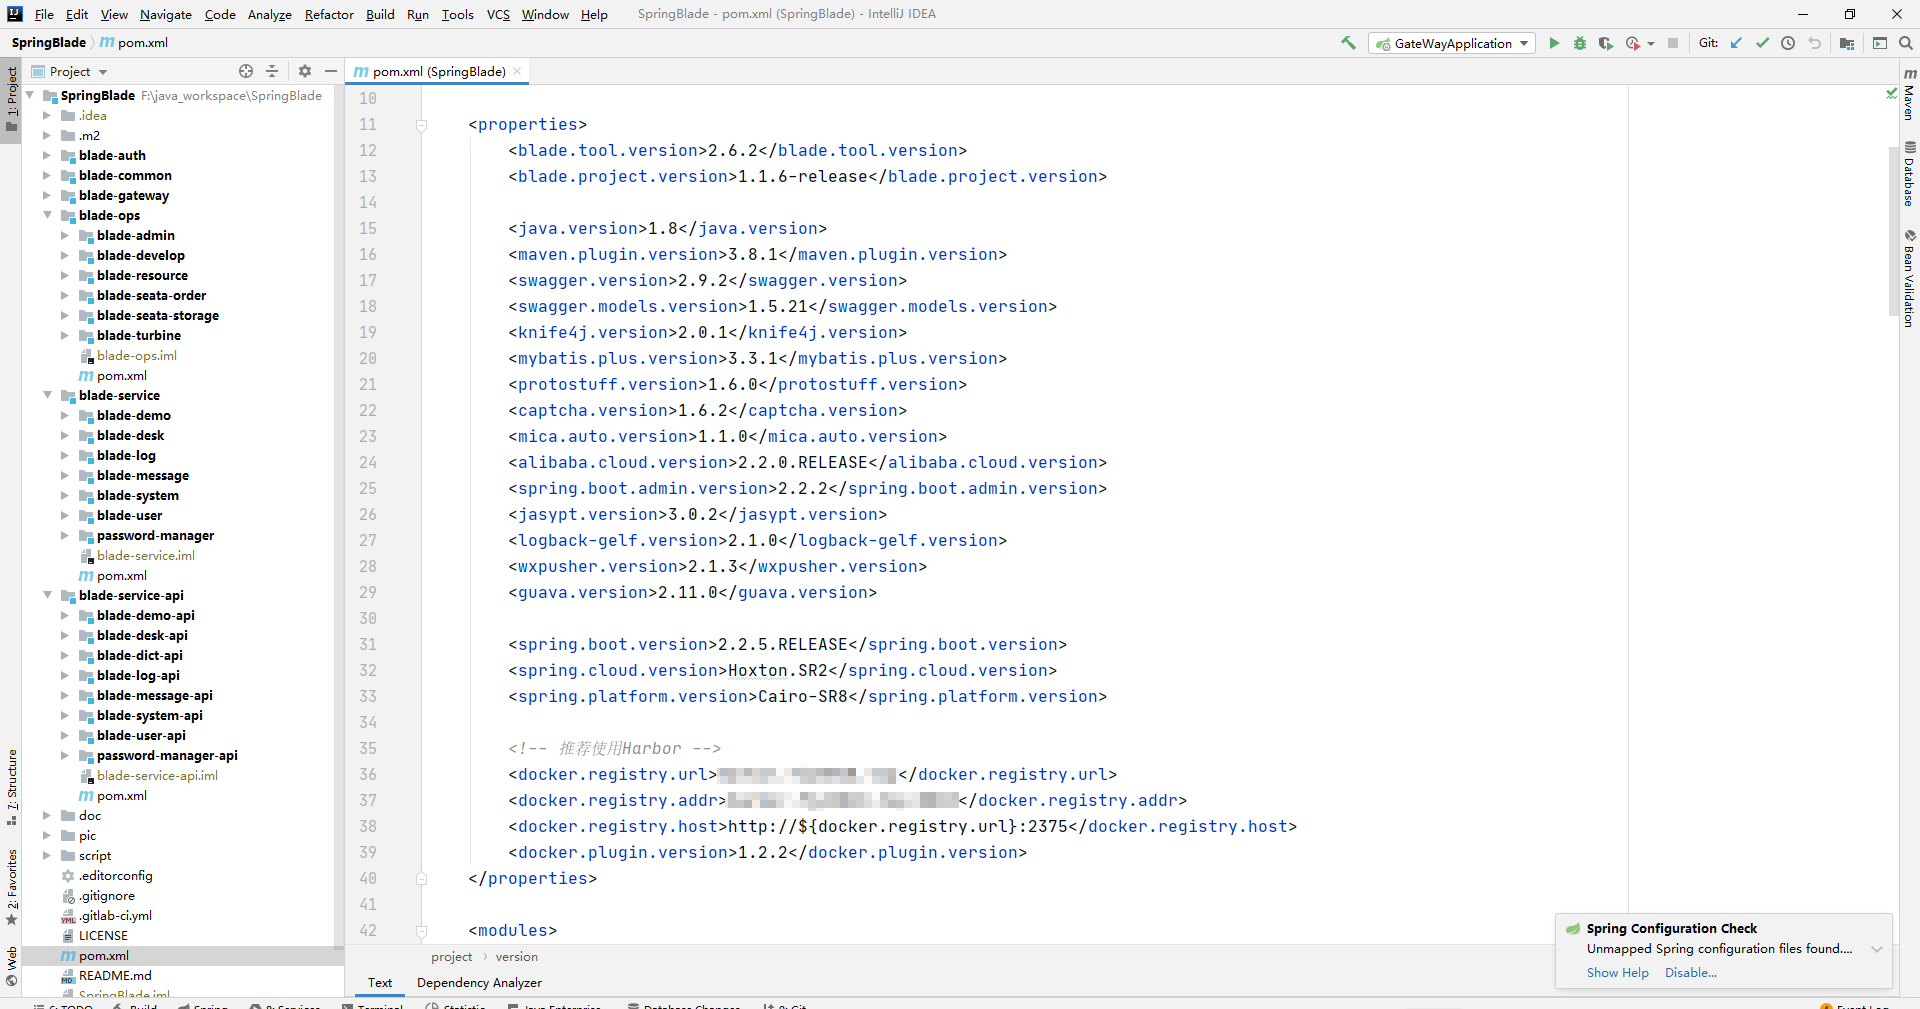 File Edit View Navigate Code Analyze Refactor Build Run Tools VCS Window Help SpringBlade - pom.xml (SpringBlade) - IntelliJ IDEA
SpringBlade m pom.xml GateWayApplication Git:
Project
m pom.xml (SpringBlade)
1: Project
7: Structure
2: Favorites
Web
SpringBlade F:\java_workspace\SpringBlade
.idea
.m2
blade-auth
blade-common
blade-gateway
blade-ops
blade-admin
blade-develop
blade-resource
blade-seata-order
blade-seata-storage
blade-turbine
blade-ops.iml
m pom.xml
blade-service
blade-demo
blade-desk
blade-log
blade-message
blade-system
blade-user
password-manager
blade-service.iml
m pom.xml
blade-service-api
blade-demo-api
blade-desk-api
blade-dict-api
blade-log-api
blade-message-api
blade-system-api
blade-user-api
password-manager-api
blade-service-api.iml
m pom.xml
doc
pic
script
.editorconfig
.gitignore
.gitlab-ci.yml
LICENSE
m pom.xml
README.md
SpringBlade.iml
10
11 <properties>
12 <blade.tool.version>2.6.2</blade.tool.version>
13 <blade.project.version>1.1.6-release</blade.project.version>
14
15 <java.version>1.8</java.version>
16 <maven.plugin.version>3.8.1</maven.plugin.version>
17 <swagger.version>2.9.2</swagger.version>
18 <swagger.models.version>1.5.21</swagger.models.version>
19 <knife4j.version>2.0.1</knife4j.version>
20 <mybatis.plus.version>3.3.1</mybatis.plus.version>
21 <protostuff.version>1.6.0</protostuff.version>
22 <captcha.version>1.6.2</captcha.version>
23 <mica.auto.version>1.1.0</mica.auto.version>
24 <alibaba.cloud.version>2.2.0.RELEASE</alibaba.cloud.version>
25 <spring.boot.admin.version>2.2.2</spring.boot.admin.version>
26 <jasypt.version>3.0.2</jasypt.version>
27 <logback-gelf.version>2.1.0</logback-gelf.version>
28 <wxpusher.version>2.1.3</wxpusher.version>
29 <guava.version>2.11.0</guava.version>
30
31 <spring.boot.version>2.2.5.RELEASE</spring.boot.version>
32 <spring.cloud.version>Hoxton.SR2</spring.cloud.version>
33 <spring.platform.version>Cairo-SR8</spring.platform.version>
34
35 <!-- 推荐使用Harbor -->
36 <docker.registry.url></docker.registry.url>
37 <docker.registry.addr></docker.registry.addr>
38 <docker.registry.host>http://${docker.registry.url}:2375</docker.registry.host>
39 <docker.plugin.version>1.2.2</docker.plugin.version>
40 </properties>
41
42 <modules>
project › version
Text Dependency Analyzer
Maven
Database
Bean Validation
Spring Configuration Check
Unmapped Spring configuration files found....
Show Help Disable...
6: TODO Build Spring 8: Services Terminal Statistic Java Enterprise Database Changes 9: Git Event Log